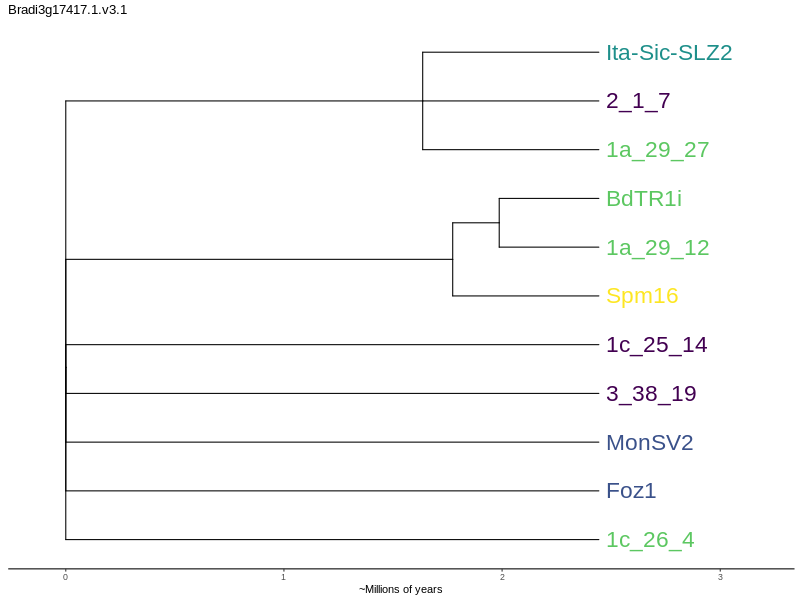 Bradi3g17417.1.v3.1
Ita-Sic-SLZ2
2_1_7
1a_29_27
BdTR1i
1a_29_12
Spm16
1c_25_14
3_38_19
MonSV2
Foz1
1c_26_4
0 1 2 3
~Millions of years